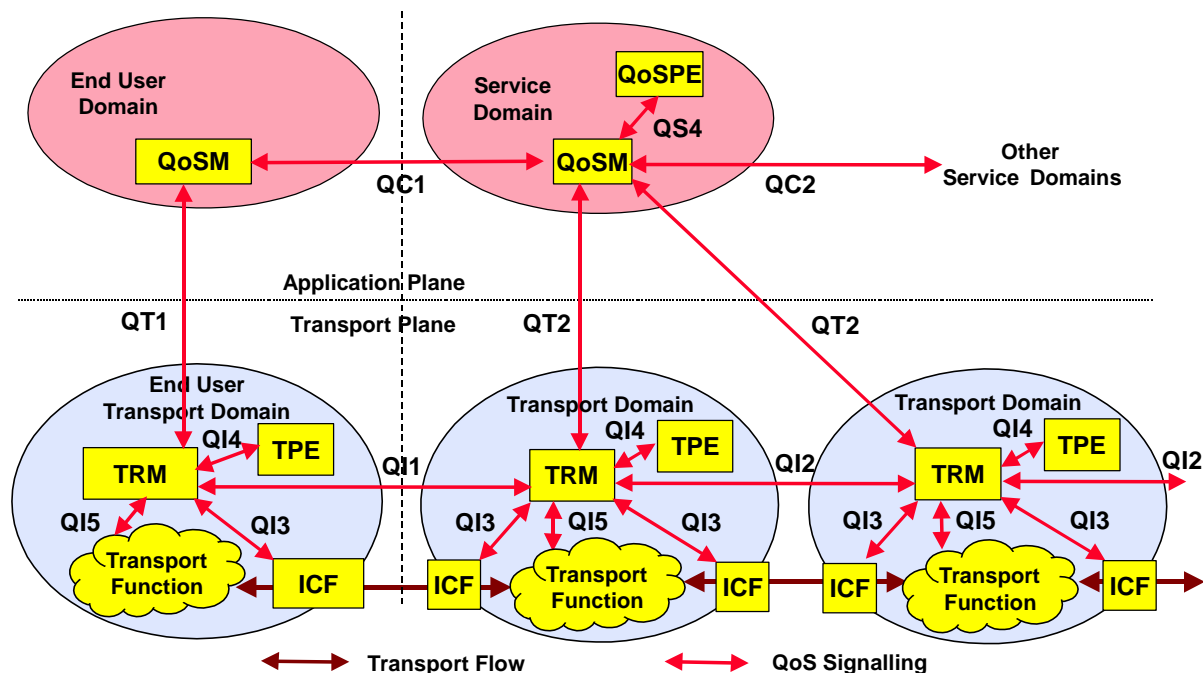 End User
Domain
QoSM
Service
Domain
QoSPE
QS4
QoSM
QC1
QC2
Other
Service Domains
Application Plane
Transport Plane
QT1
QT2
QT2
End User
Transport Domain
QI4
TPE
TRM
QI1
QI5
QI3
Transport
Function
ICF
Transport Domain
QI4
TPE
TRM
QI2
QI3
QI5
QI3
ICF
Transport
Function
ICF
Transport Domain
QI4
TPE
TRM
QI2
QI3
QI5
QI3
ICF
Transport
Function
ICF
Transport Flow
QoS Signalling